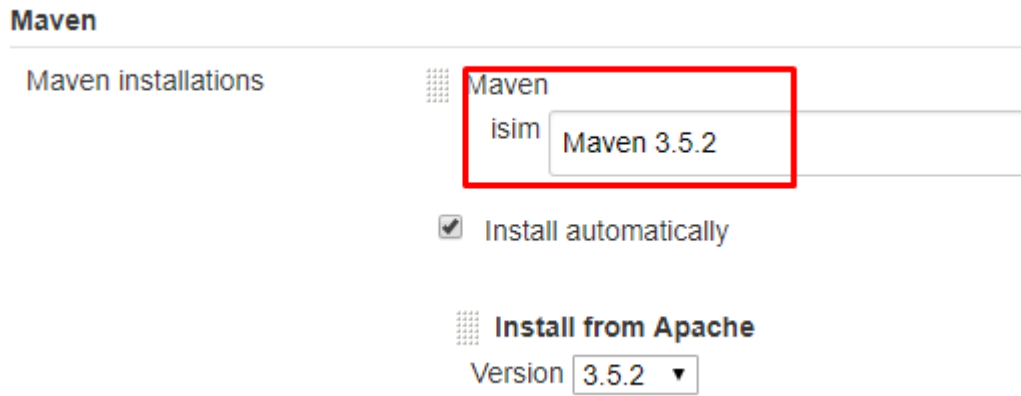 Maven
Maven installations
Maven
isim
Maven 3.5.2
Install automatically
Install from Apache
Version 3.5.2